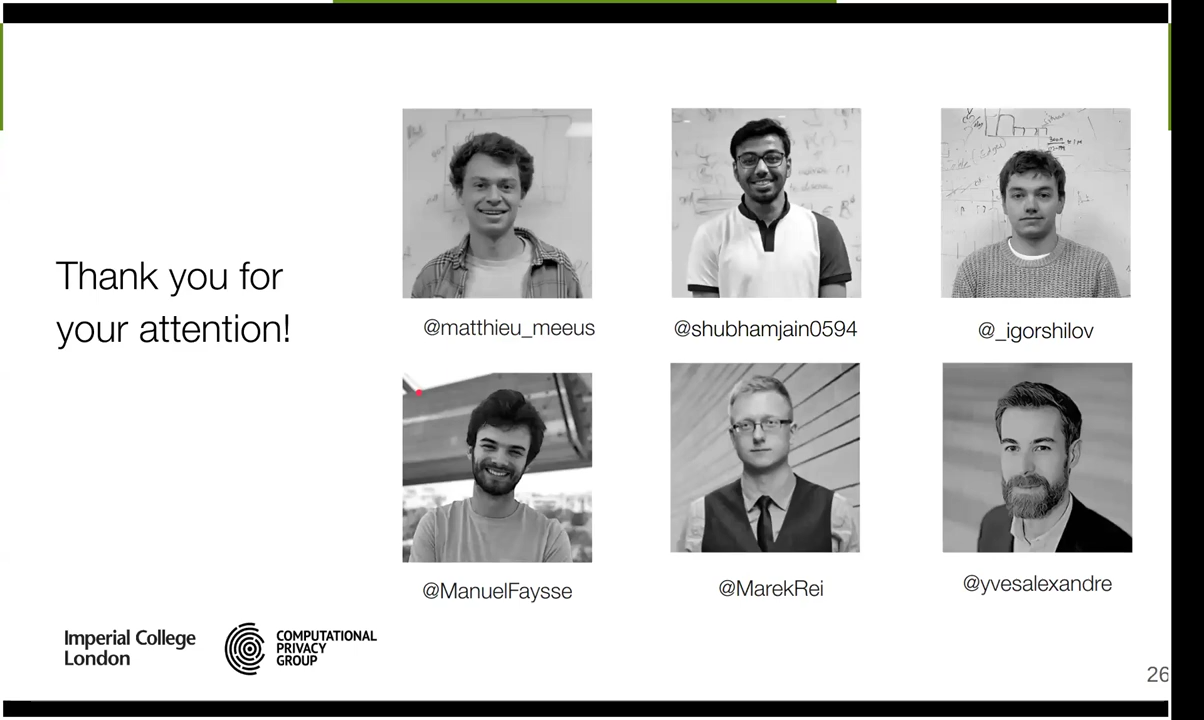 Thank you for
your attention!
@matthieu_meeus
@shubhamjain0594
@_igorshilov
@ManuelFaysse
@MarekRei
@yvesalexandre
Imperial College
London
COMPUTATIONAL
PRIVACY
GROUP
26